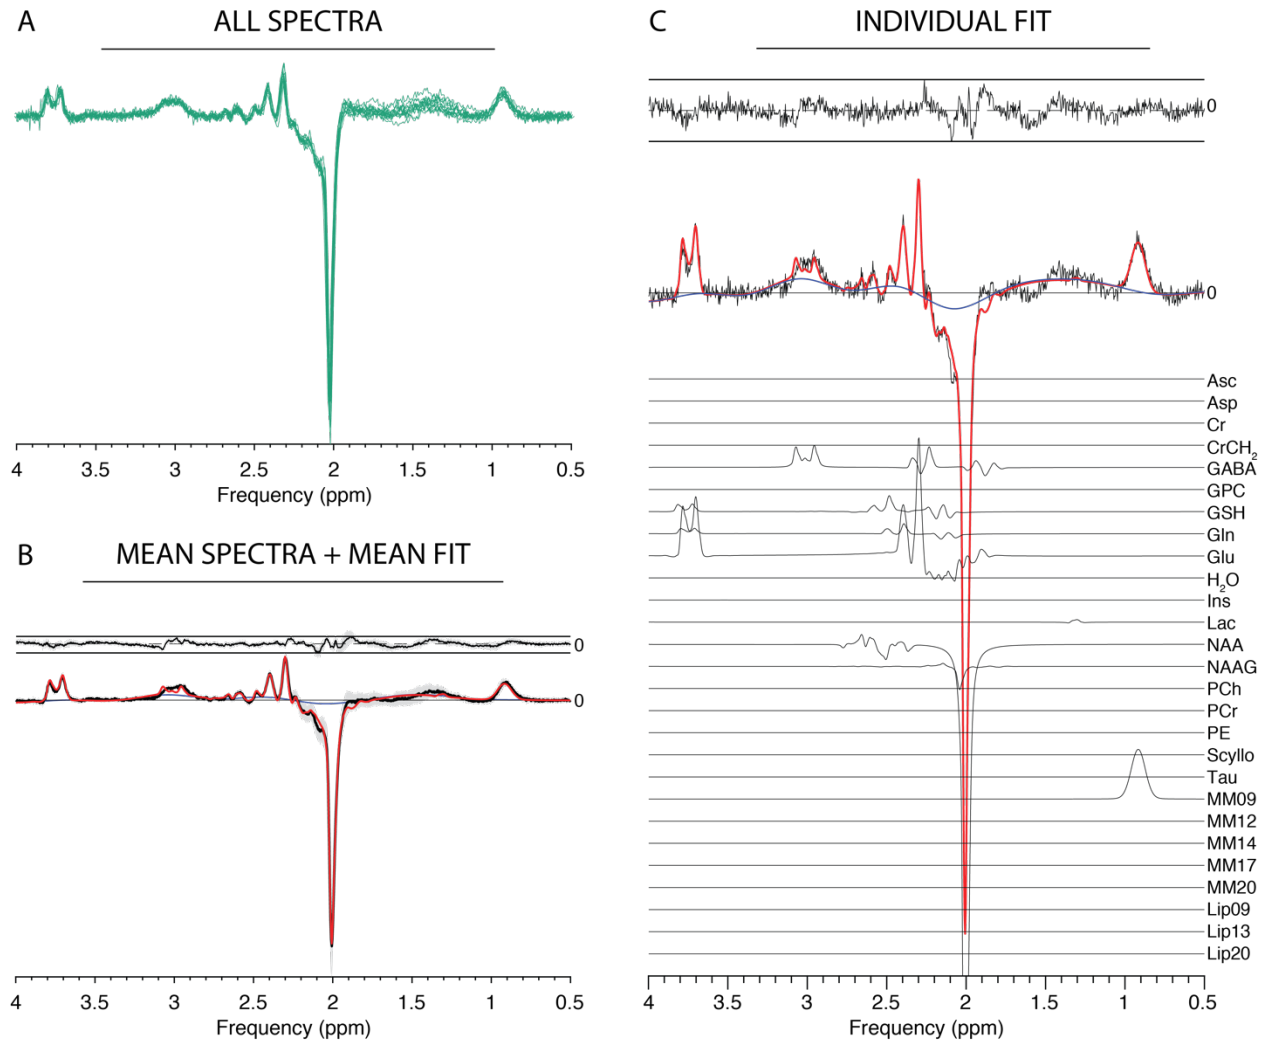 A
ALL SPECTRA
4 3.5 3 2.5 2 1.5 1 0.5
Frequency (ppm)
B
MEAN SPECTRA + MEAN FIT
0
0
4 3.5 3 2.5 2 1.5 1 0.5
Frequency (ppm)
C
INDIVIDUAL FIT
0
0
Asc
Asp
Cr
CrCH₂
GABA
GPC
GSH
Gln
Glu
H₂O
Ins
Lac
NAA
NAAG
PCh
PCr
PE
Scyllo
Tau
MM09
MM12
MM14
MM17
MM20
Lip09
Lip13
Lip20
4 3.5 3 2.5 2 1.5 1 0.5
Frequency (ppm)